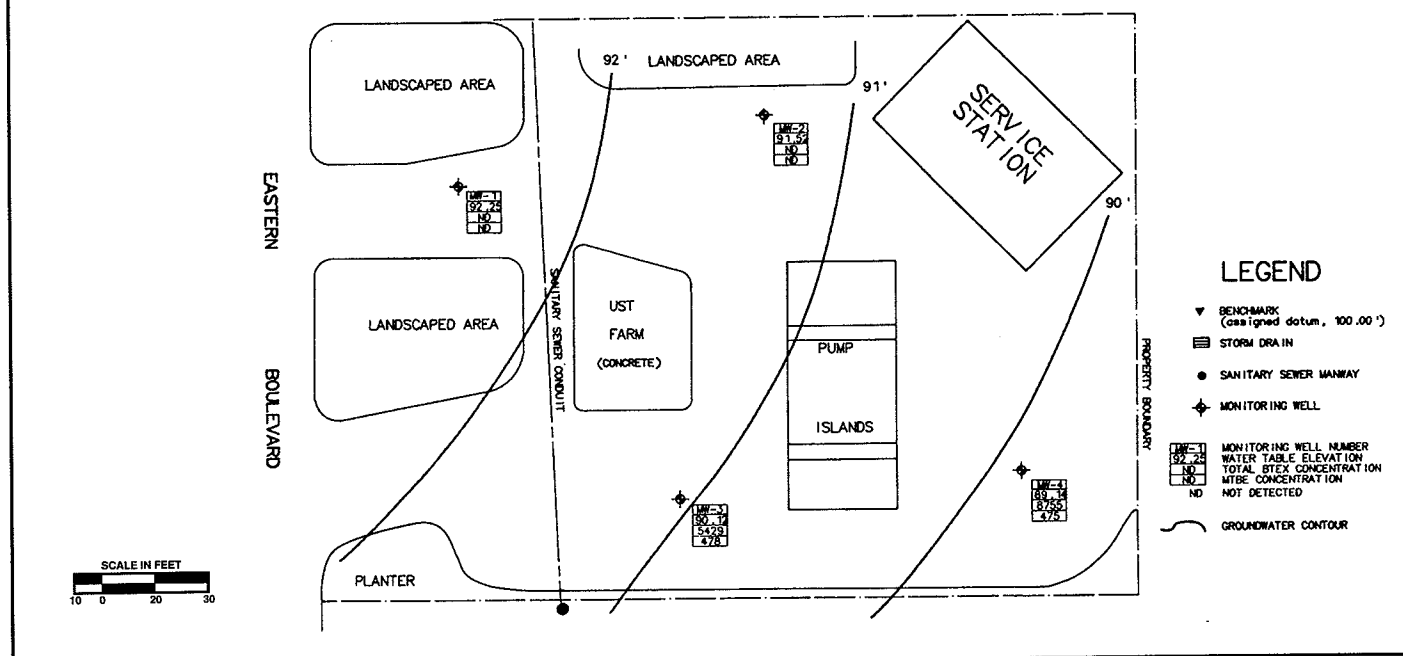 92 '
LANDSCAPED AREA
LANDSCAPED AREA
91'
SERVICE
STATION
MW-2
91.52
ND
ND
EASTERN
MW-1
92.25
ND
ND
90 '
LEGEND
BENCHMARK
(assigned datum, 100.00 ')
STORM DRAIN
SANITARY SEWER MANWAY
MONITORING WELL
MW-1 MONITORING WELL NUMBER
92.25 WATER TABLE ELEVATION
ND TOTAL BTEX CONCENTRATION
ND MTBE CONCENTRATION
ND NOT DETECTED
GROUNDWATER CONTOUR
SANITARY SEWER CONDUIT
UST
FARM
(CONCRETE)
LANDSCAPED AREA
PUMP
ISLANDS
PROPERTY BOUNDARY
BOULEVARD
MW-3
90.12
5429
478
MW-4
89.14
8755
475
PLANTER
SCALE IN FEET
10 0 20 30